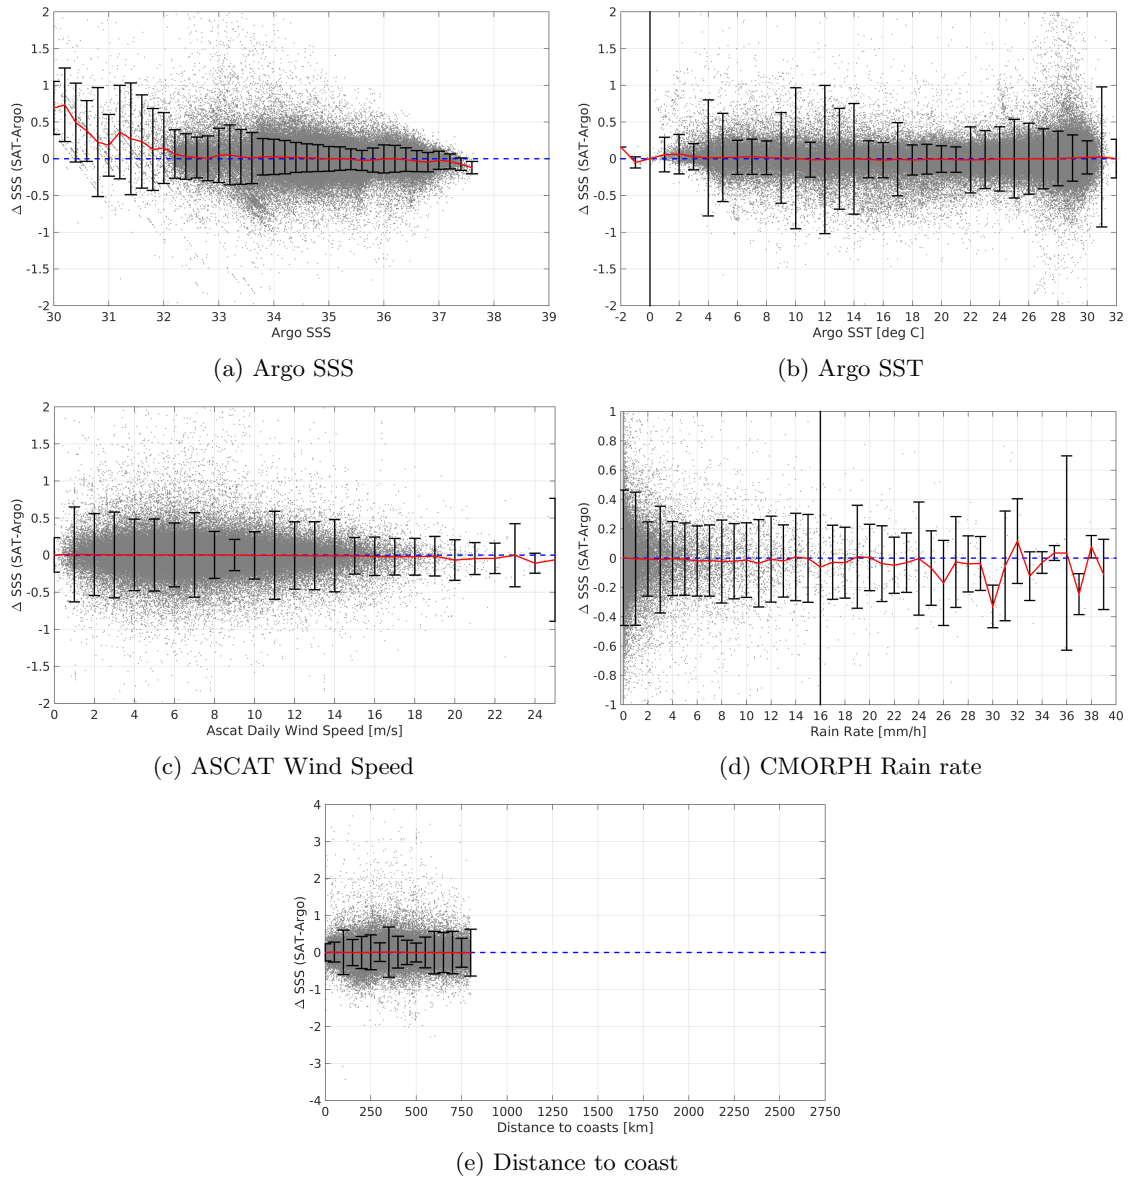 2
1.5
1
0.5
0
-0.5
-1
-1.5
-2
Δ SSS (SAT-Argo)
30 31 32 33 34 35 36 37 38 39
Argo SSS
(a) Argo SSS
2
1.5
1
0.5
0
-0.5
-1
-1.5
-2
Δ SSS (SAT-Argo)
-2 0 2 4 6 8 10 12 14 16 18 20 22 24 26 28 30 32
Argo SST [deg C]
(b) Argo SST
2
1.5
1
0.5
0
-0.5
-1
-1.5
-2
Δ SSS (SAT-Argo)
0 2 4 6 8 10 12 14 16 18 20 22 24
Ascat Daily Wind Speed [m/s]
(c) ASCAT Wind Speed
1
0.8
0.6
0.4
0.2
0
-0.2
-0.4
-0.6
-0.8
-1
Δ SSS (SAT-Argo)
0 2 4 6 8 10 12 14 16 18 20 22 24 26 28 30 32 34 36 38 40
Rain Rate [mm/h]
(d) CMORPH Rain rate
4
3
2
1
0
-1
-2
-3
-4
Δ SSS (SAT-Argo)
0 250 500 750 1000 1250 1500 1750 2000 2250 2500 2750
Distance to coasts [km]
(e) Distance to coast